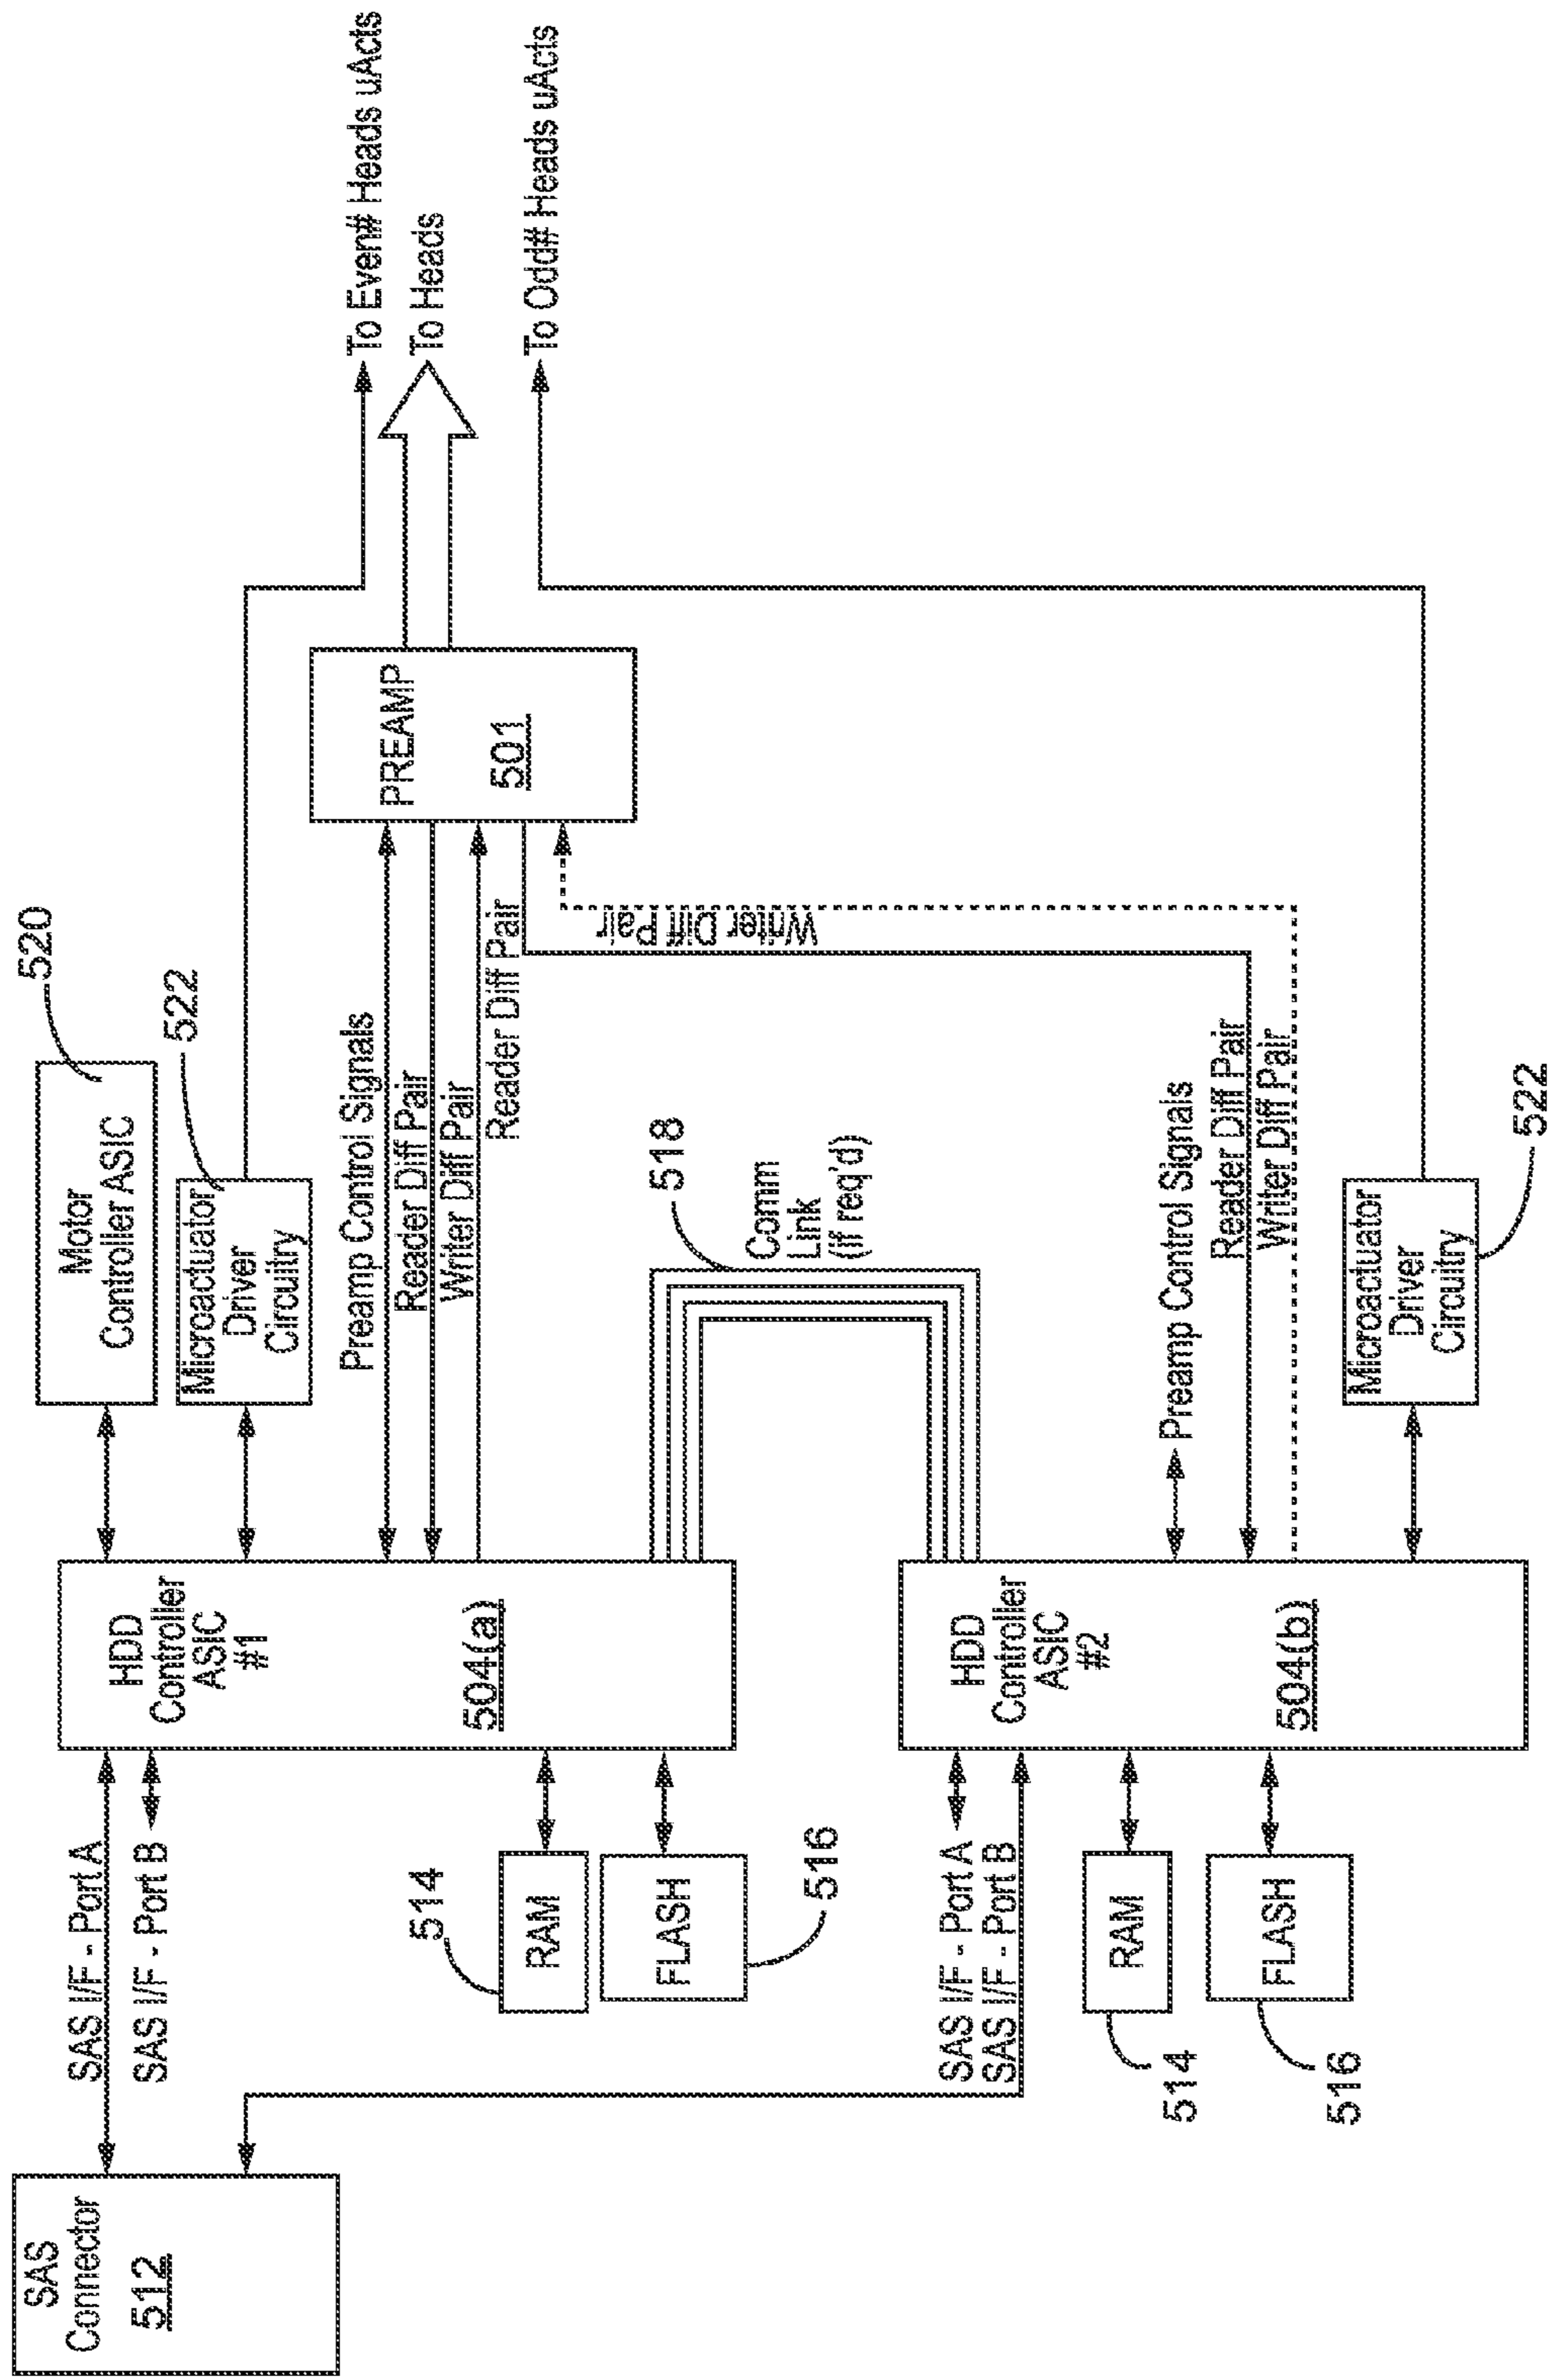 SAS
Connector
512
SAS I/F - Port A
SAS I/F - Port B
HDD
Controller
ASIC
#1
504(a)
514
RAM
FLASH
516
Motor
Controller ASIC
520
Microactuator
Driver
Circuitry
522
Preamp Control Signals
Reader Diff Pair
Writer Diff Pair
Reader Diff Pair
Writer Diff Pair
PREAMP
501
To Even# Heads uActs
To Heads
To Odd# Heads uActs
518
Comm
Link
(if req'd)
SAS I/F - Port A
SAS I/F - Port B
HDD
Controller
ASIC
#2
504(b)
RAM
514
FLASH
516
Preamp Control Signals
Reader Diff Pair
Writer Diff Pair
Microactuator
Driver
Circuitry
522